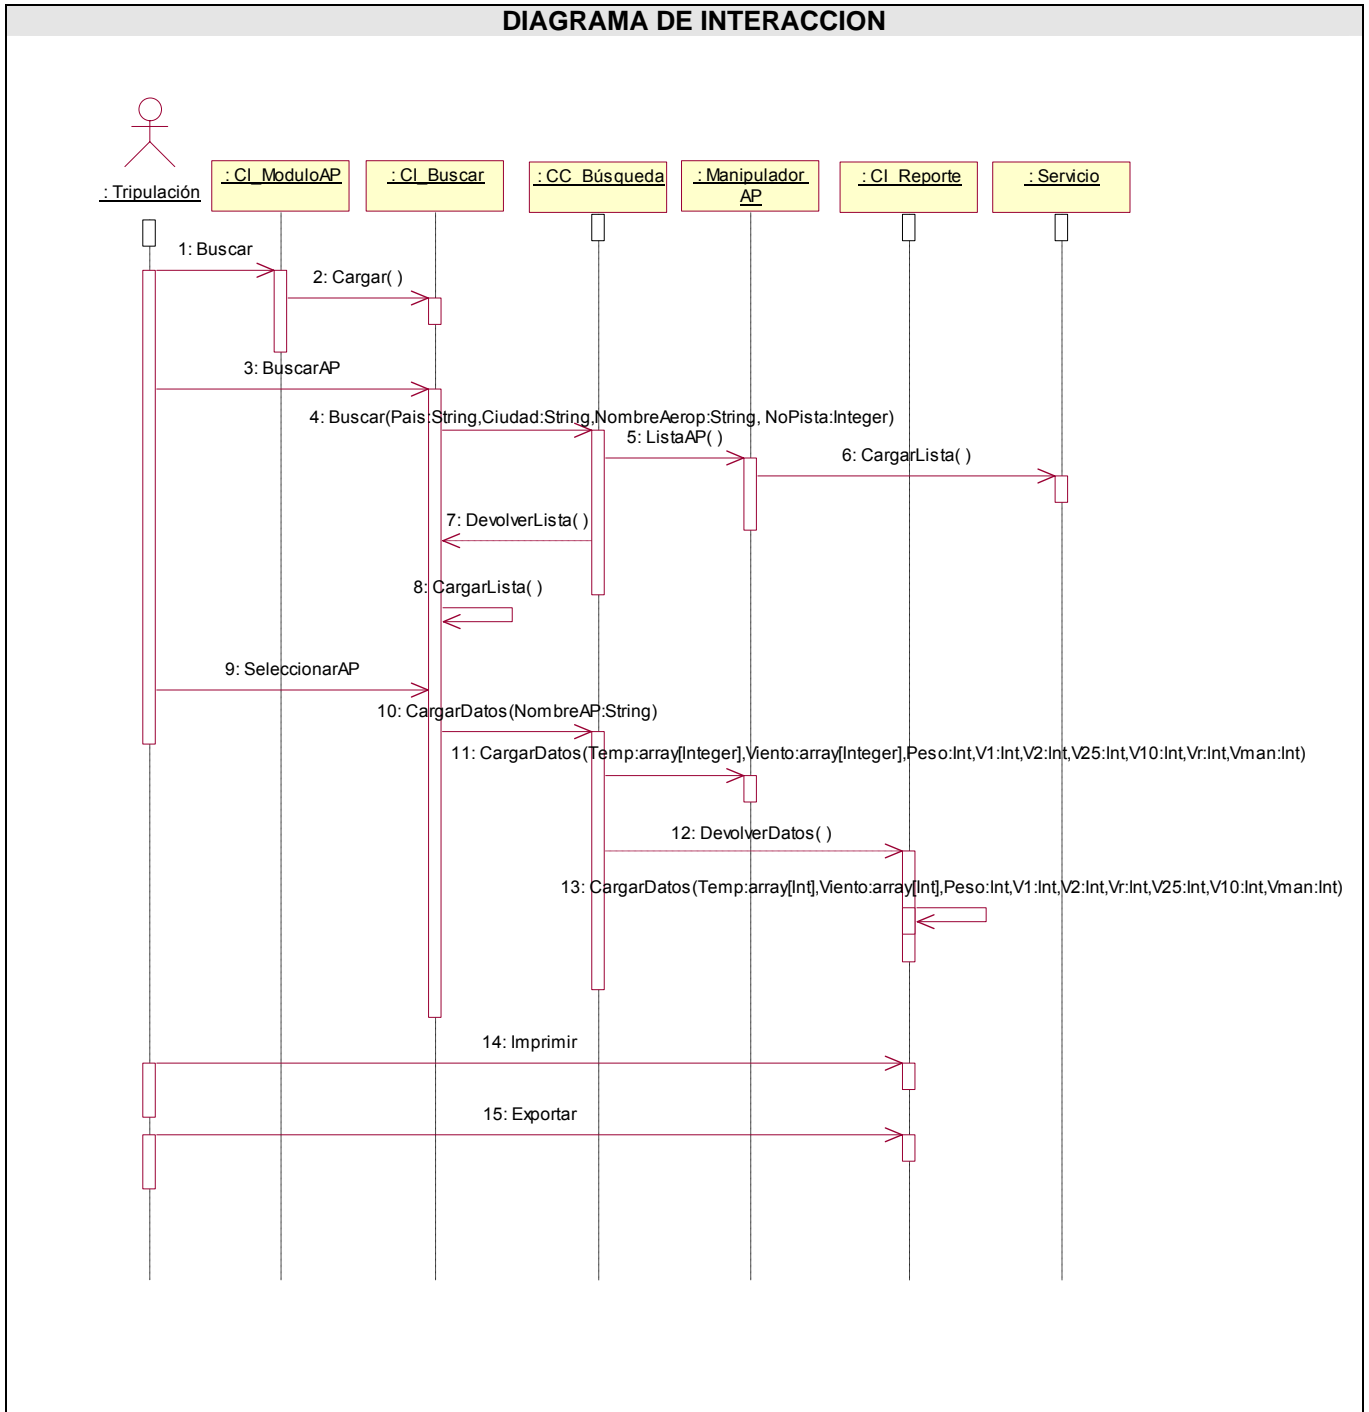 DIAGRAMA DE INTERACCION
: Tripulación
: CI_ModuloAP
: CI_Buscar
: CC_Búsqueda
: Manipulador
AP
: CI_Reporte
: Servicio
1: Buscar
2: Cargar( )
3: BuscarAP
4: Buscar(Pais:String,Ciudad:String,NombreAerop:String, NoPista:Integer)
5: ListaAP( )
6: CargarLista( )
7: DevolverLista( )
8: CargarLista( )
9: SeleccionarAP
10: CargarDatos(NombreAP:String)
11: CargarDatos(Temp:array[Integer],Viento:array[Integer],Peso:Int,V1:Int,V2:Int,V25:Int,V10:Int,Vr:Int,Vman:Int)
12: DevolverDatos( )
13: CargarDatos(Temp:array[Int],Viento:array[Int],Peso:Int,V1:Int,V2:Int,Vr:Int,V25:Int,V10:Int,Vman:Int)
14: Imprimir
15: Exportar